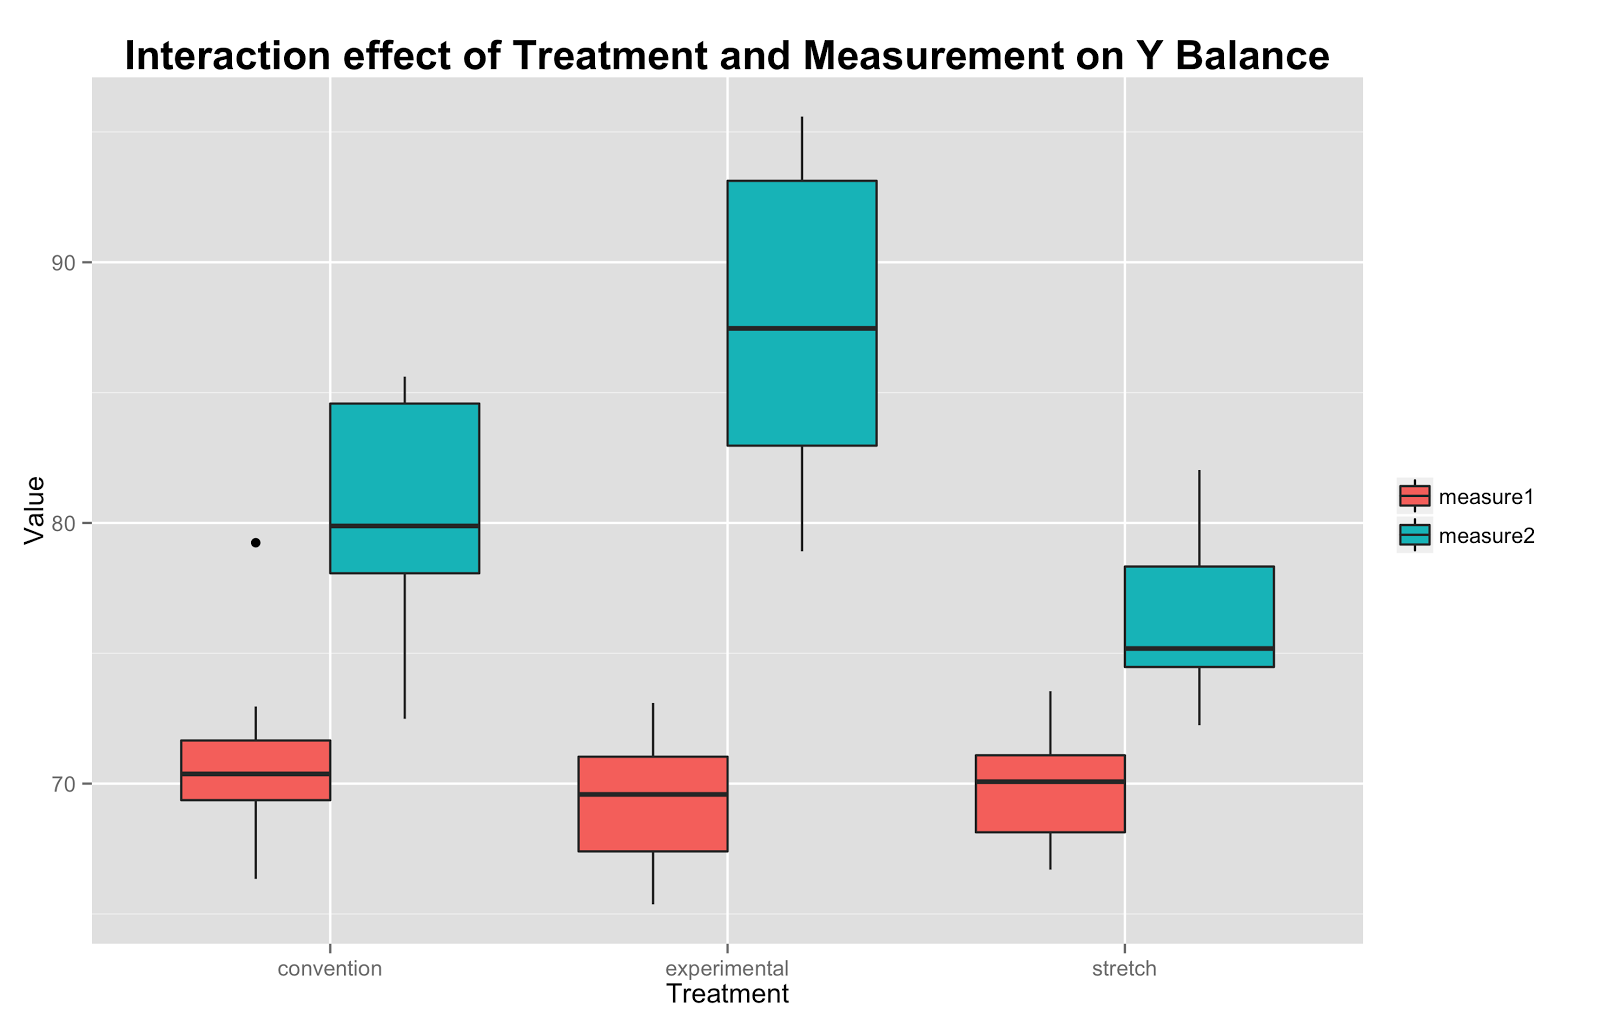 Interaction effect of Treatment and Measurement on Y Balance
Value
90
80
70
convention
experimental
stretch
Treatment
measure1
measure2